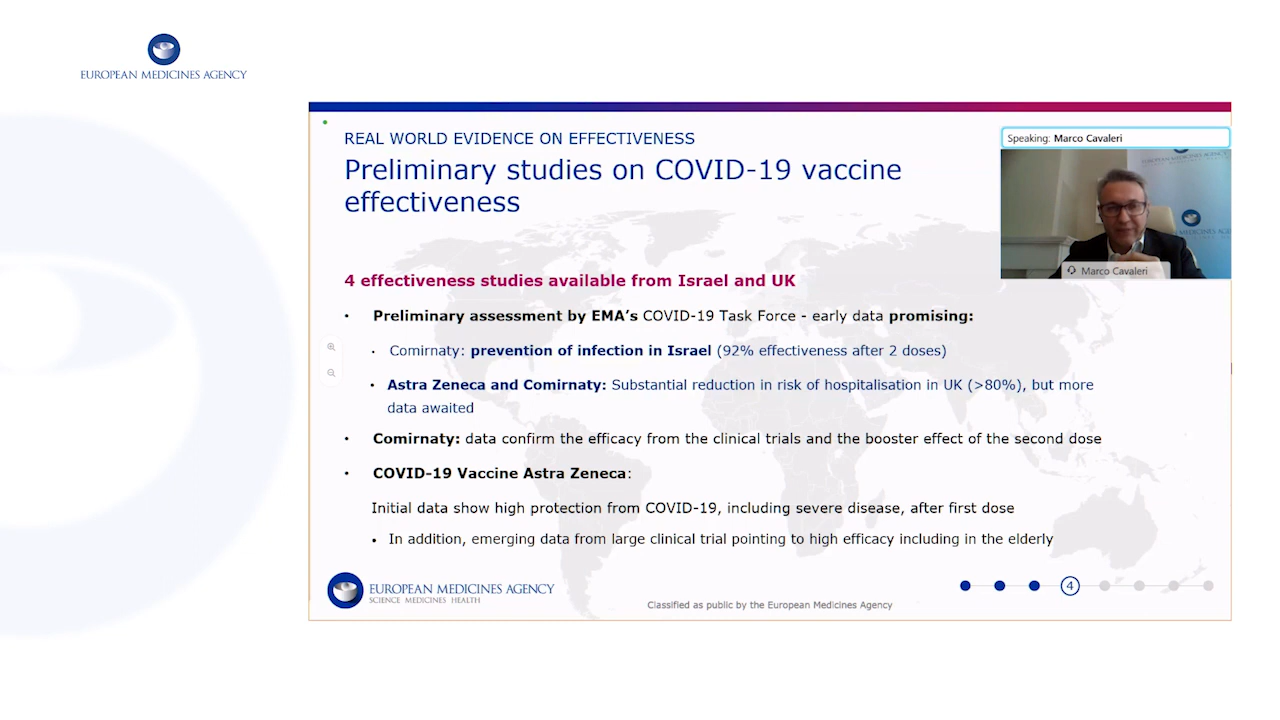 EUROPEAN MEDICINES AGENCY
REAL WORLD EVIDENCE ON EFFECTIVENESS
Preliminary studies on COVID-19 vaccine
effectiveness
Speaking: Marco Cavaleri
Marco Cavaleri
4 effectiveness studies available from Israel and UK
• Preliminary assessment by EMA’s COVID-19 Task Force - early data promising:
• Comirnaty: prevention of infection in Israel (92% effectiveness after 2 doses)
• Astra Zeneca and Comirnaty: Substantial reduction in risk of hospitalisation in UK (>80%), but more
data awaited
• Comirnaty: data confirm the efficacy from the clinical trials and the booster effect of the second dose
• COVID-19 Vaccine Astra Zeneca:
Initial data show high protection from COVID-19, including severe disease, after first dose
• In addition, emerging data from large clinical trial pointing to high efficacy including in the elderly
EUROPEAN MEDICINES AGENCY
SCIENCE MEDICINES HEALTH
Classified as public by the European Medicines Agency
4